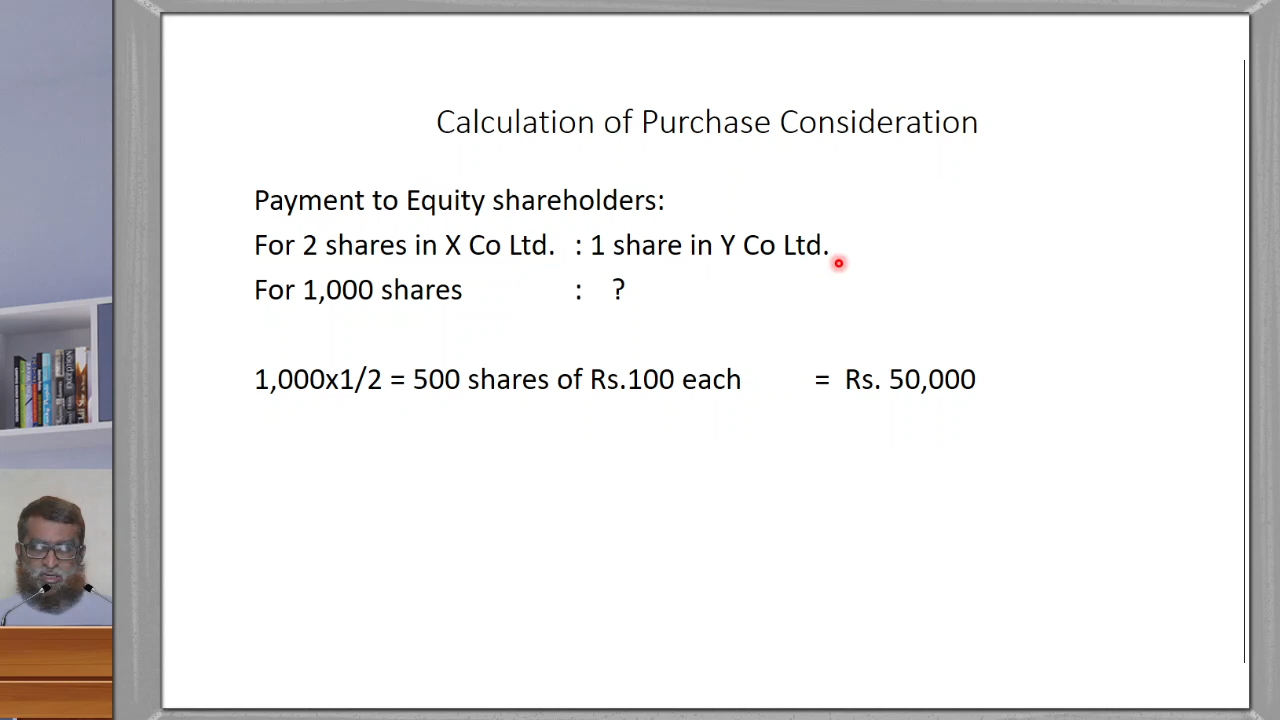 Calculation of Purchase Consideration
Payment to Equity shareholders:
For 2 shares in X Co Ltd. : 1 share in Y Co Ltd.
For 1,000 shares : ?
1,000x1/2 = 500 shares of Rs.100 each = Rs. 50,000